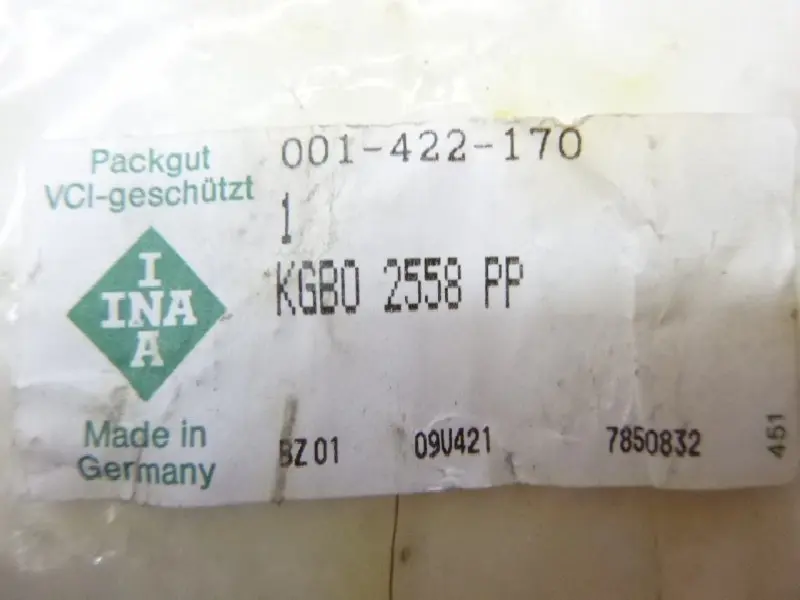 Packgut
VCI-geschützt
001-422-170
1
KGBO 2558 PP
I
INA
A
Made in
Germany
BZ 01 09U421 7850832
451